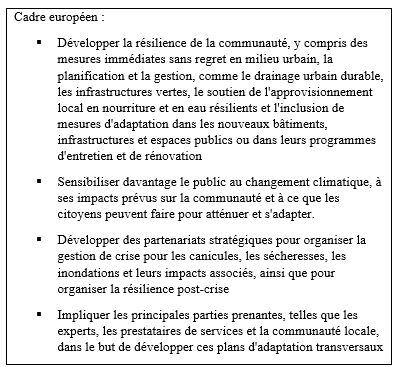 Cadre européen :
▪ Développer la résilience de la communauté, y compris des
mesures immédiates sans regret en milieu urbain, la
planification et la gestion, comme le drainage urbain durable,
les infrastructures vertes, le soutien de l'approvisionnement
local en nourriture et en eau résilients et l'inclusion de
mesures d'adaptation dans les nouveaux bâtiments,
infrastructures et espaces publics ou dans leurs programmes
d'entretien et de rénovation
▪ Sensibiliser davantage le public au changement climatique, à
ses impacts prévus sur la communauté et à ce que les
citoyens peuvent faire pour atténuer et s'adapter.
▪ Développer des partenariats stratégiques pour organiser la
gestion de crise pour les canicules, les sécheresses, les
inondations et leurs impacts associés, ainsi que pour
organiser la résilience post-crise
▪ Impliquer les principales parties prenantes, telles que les
experts, les prestataires de services et la communauté locale,
dans le but de développer ces plans d'adaptation transversaux